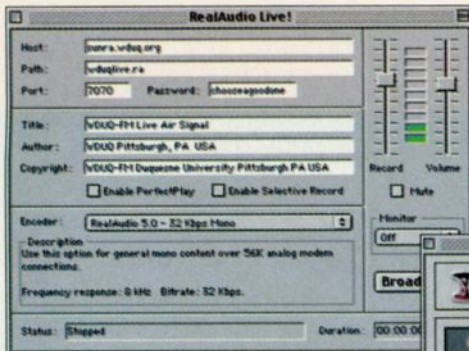 RealAudio Live!
Host: sunra.wduq.org
Path: wduqlive.ra
Port: 7070 Password: chooseagoodone
Title: WDUQ-FM Live Air Signal
Author: WDUQ Pittsburgh, PA USA
Copyright: WDUQ-FM Duquesne University Pittsburgh PA USA
Enable PerfectPlay Enable Selective Record
Record Volume
Mute
Encoder: RealAudio 5.0 - 32 Kbps Mono
Monitor
Off
Description
Use this option for general mono content over 56K analog modem
connections.
Frequency response: 8 kHz Bitrate: 32 Kbps.
Broad
Status: Stopped Duration: 00:00:00